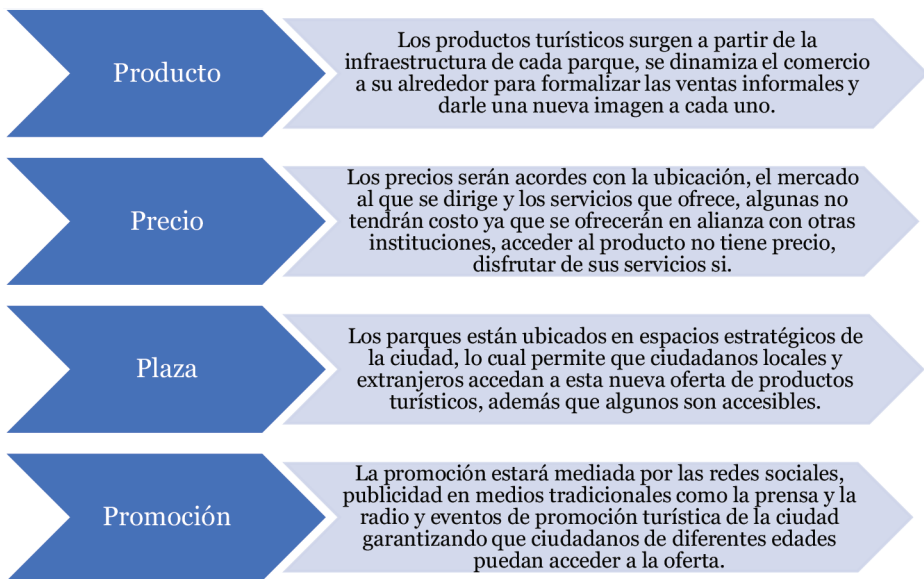 Producto
Los productos turísticos surgen a partir de la
infraestructura de cada parque, se dinamiza el comercio
a su alrededor para formalizar las ventas informales y
darle una nueva imagen a cada uno.
Precio
Los precios serán acordes con la ubicación, el mercado
al que se dirige y los servicios que ofrece, algunas no
tendrán costo ya que se ofrecerán en alianza con otras
instituciones, acceder al producto no tiene precio,
disfrutar de sus servicios si.
Plaza
Los parques están ubicados en espacios estratégicos de
la ciudad, lo cual permite que ciudadanos locales y
extranjeros accedan a esta nueva oferta de productos
turísticos, además que algunos son accesibles.
Promoción
La promoción estará mediada por las redes sociales,
publicidad en medios tradicionales como la prensa y la
radio y eventos de promoción turística de la ciudad
garantizando que ciudadanos de diferentes edades
puedan acceder a la oferta.